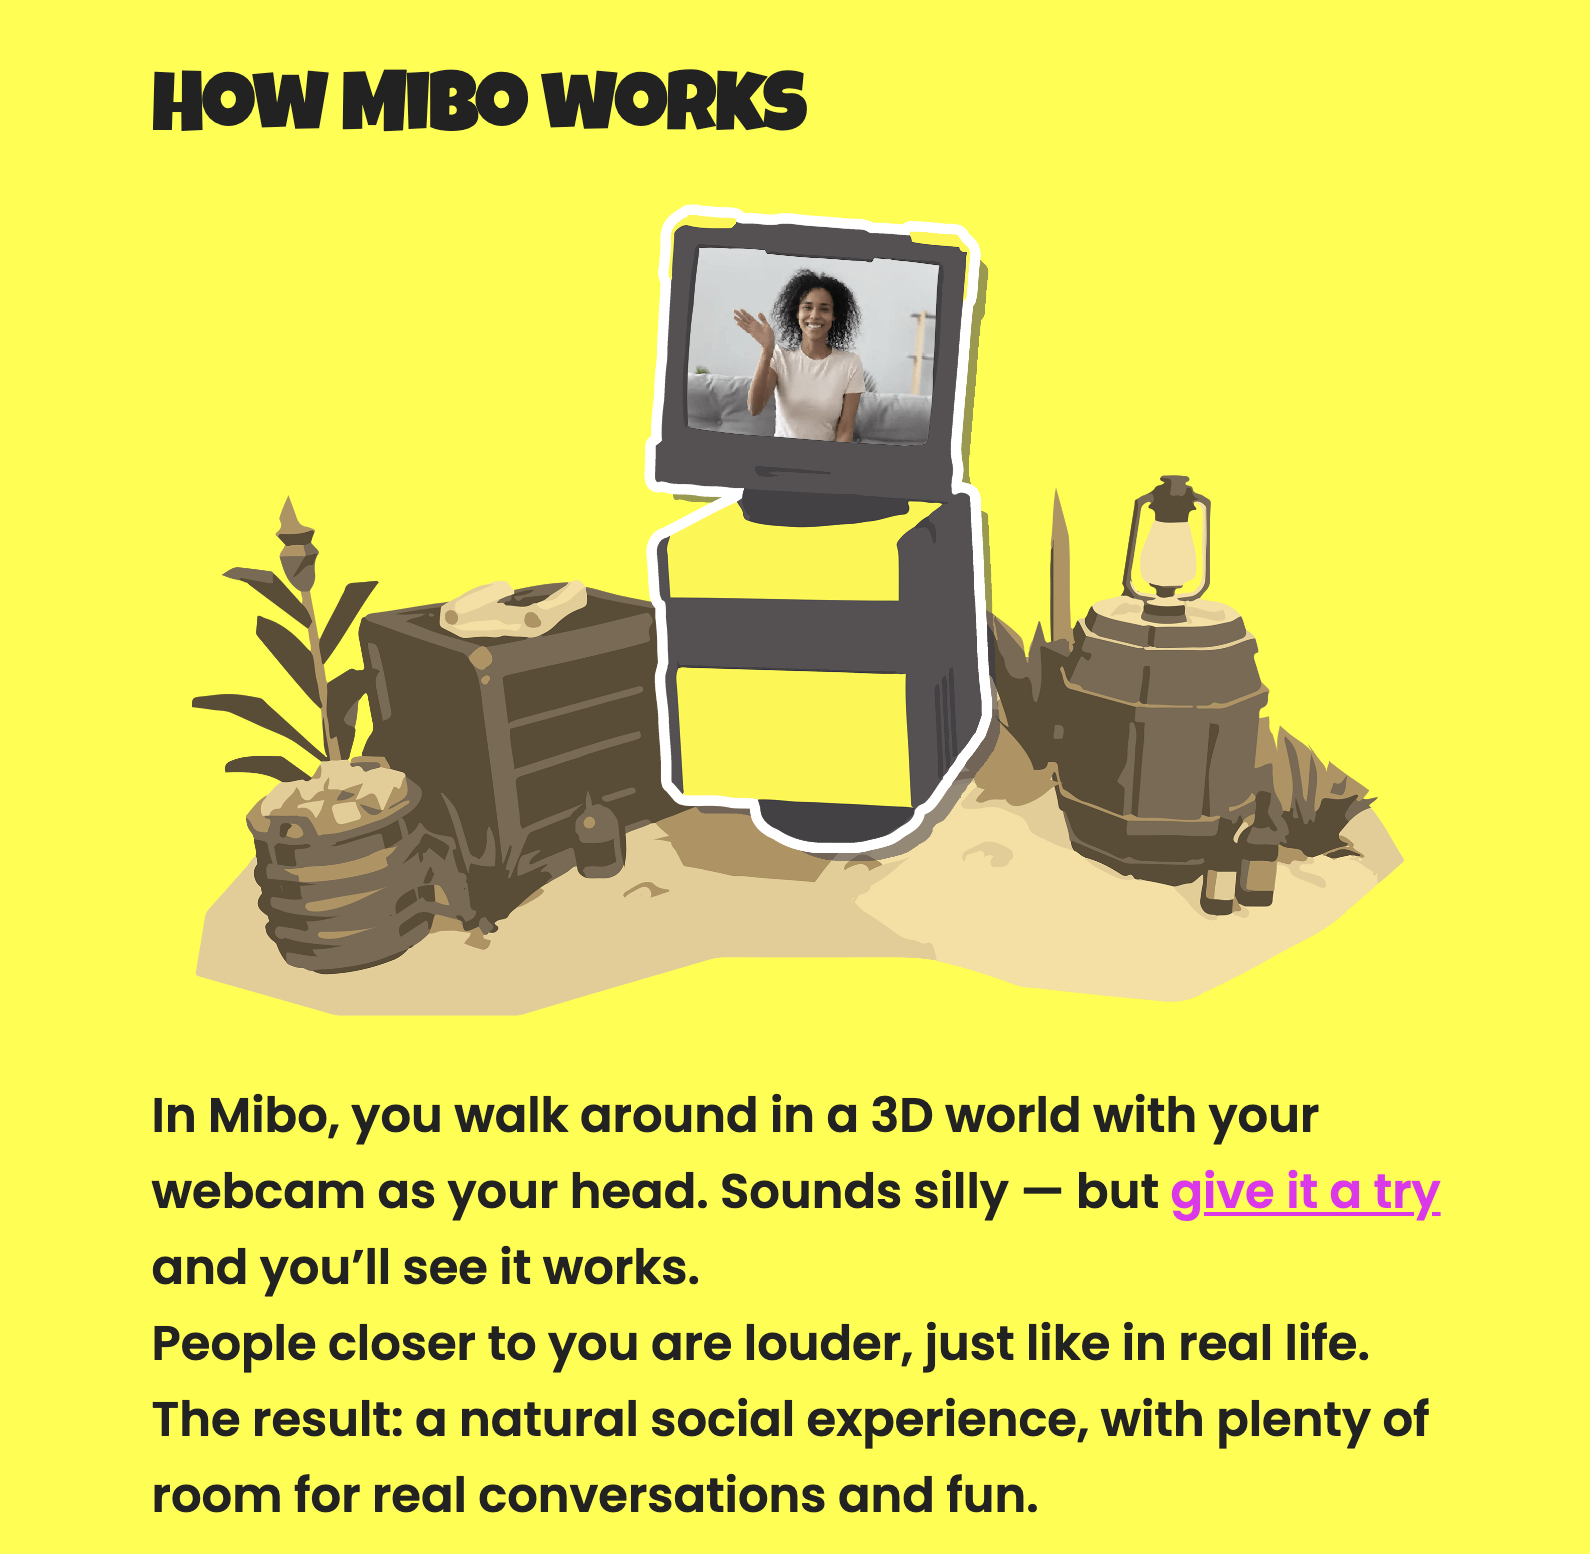 HOW MIBO WORKS
In Mibo, you walk around in a 3D world with your
webcam as your head. Sounds silly — but give it a try
and you’ll see it works.
People closer to you are louder, just like in real life.
The result: a natural social experience, with plenty of
room for real conversations and fun.